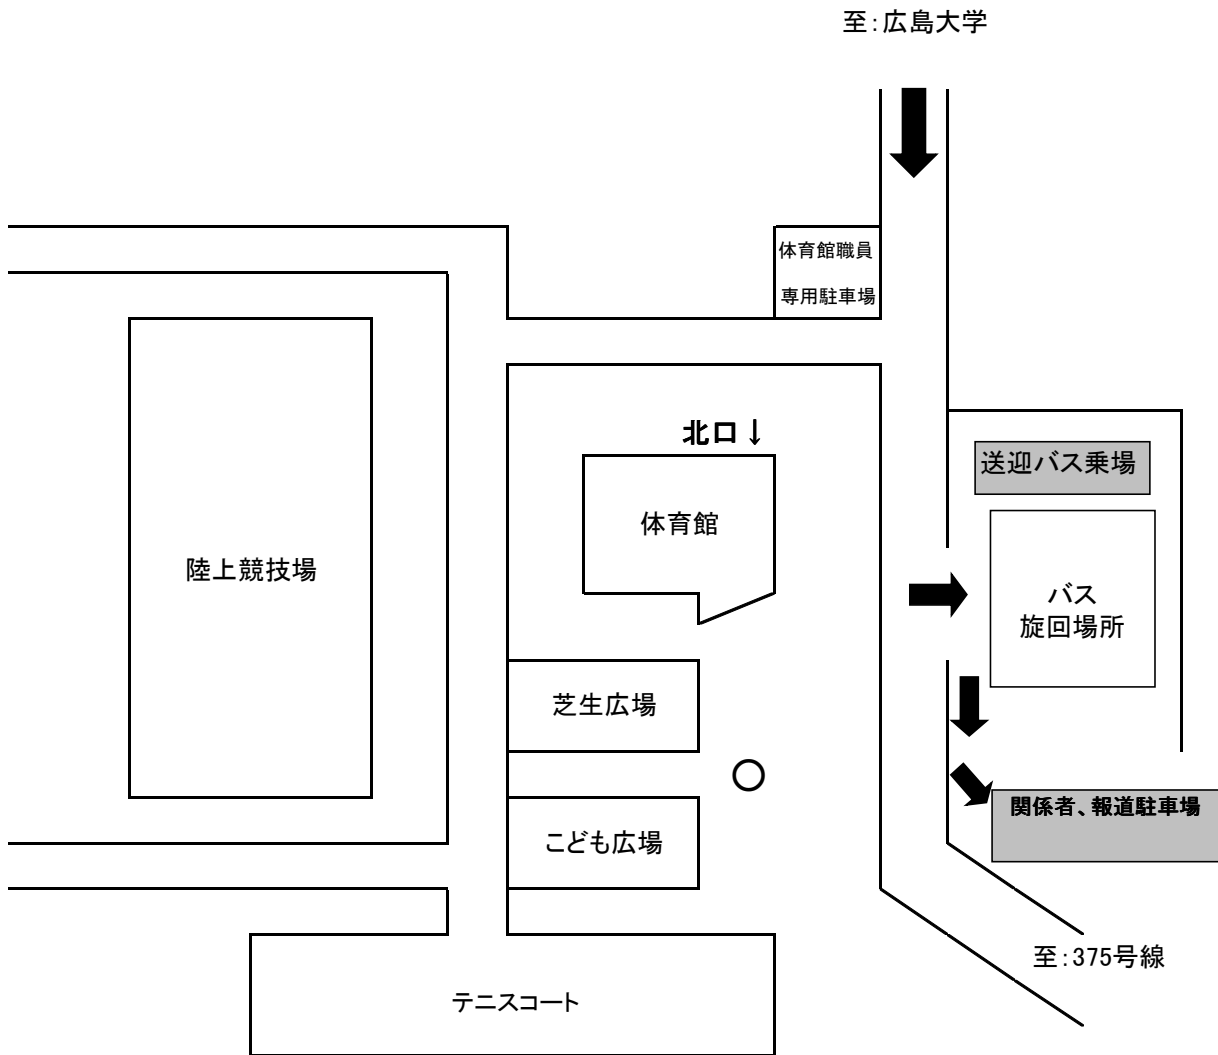 至:広島大学
体育館職員
専用駐車場
北口↓
送迎バス乗場
体育館
陸上競技場
バス
旋回場所
芝生広場
関係者、報道駐車場
こども広場
至:375号線
テニスコート